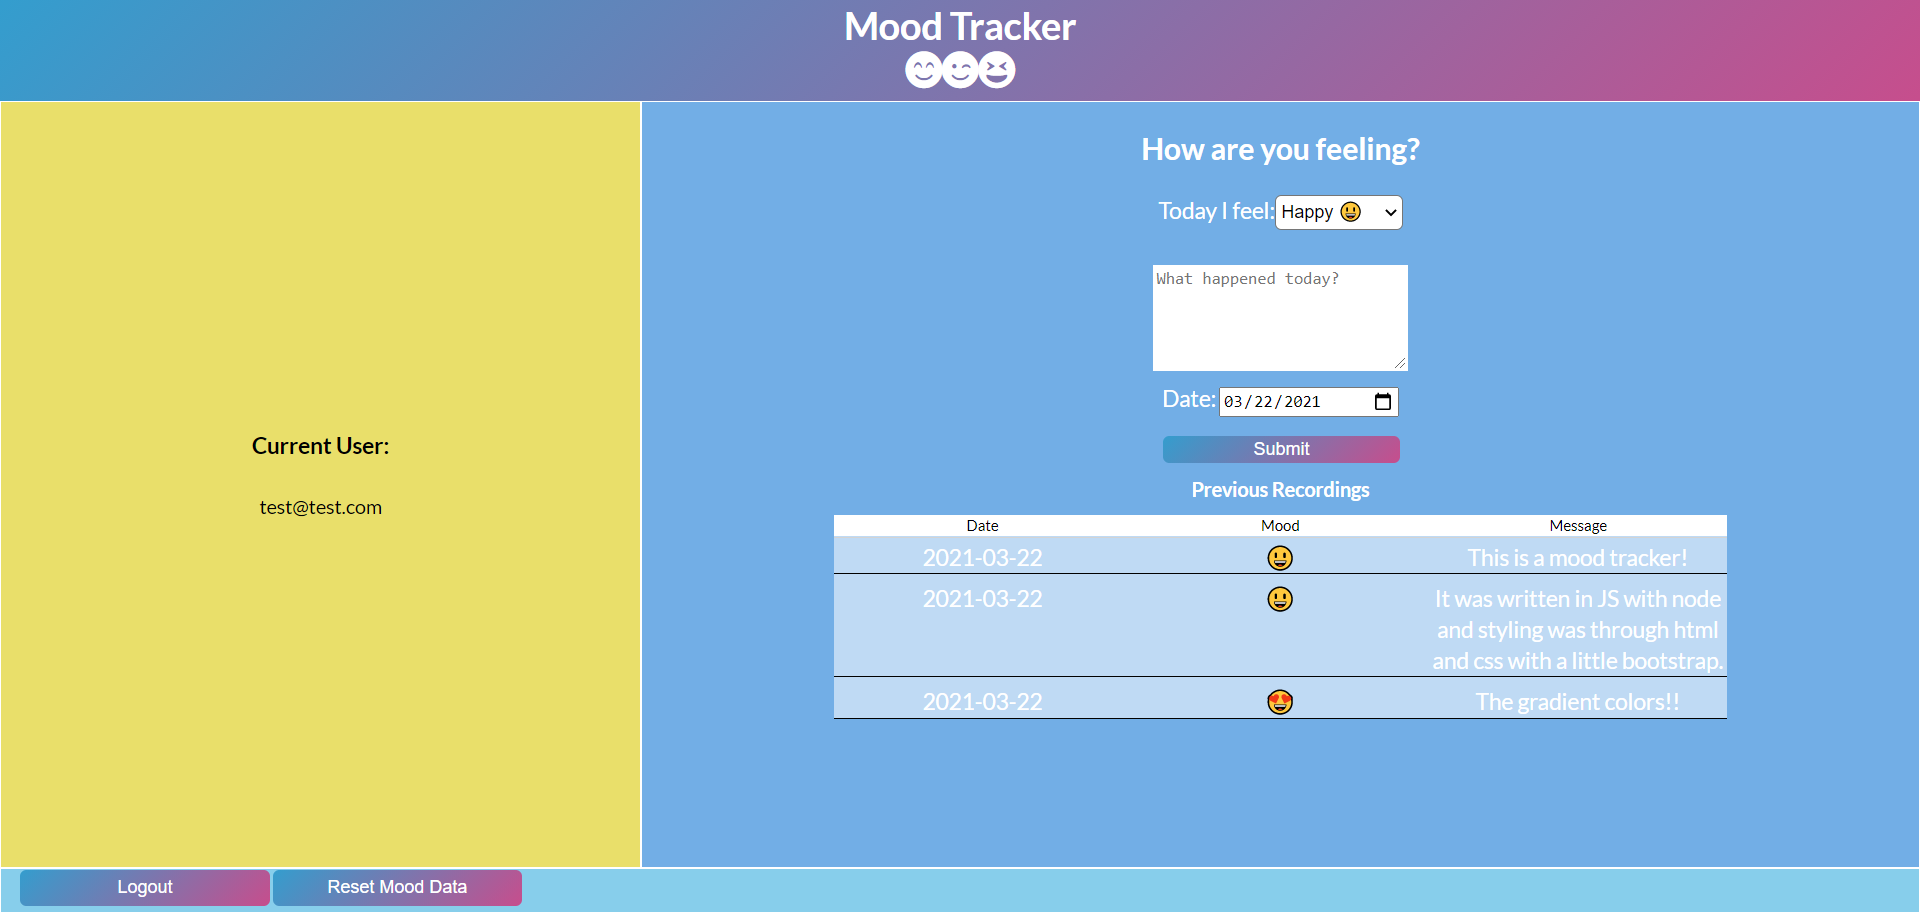 Mood Tracker
How are you feeling?
Today I feel: Happy 😃
What happened today?
Date: 03/22/2021
Submit
Current User:
test@test.com
Previous Recordings
Date Mood Message
2021-03-22 😃 This is a mood tracker!
2021-03-22 😃 It was written in JS with node
and styling was through html
and css with a little bootstrap.
2021-03-22 😍 The gradient colors!!
Logout Reset Mood Data